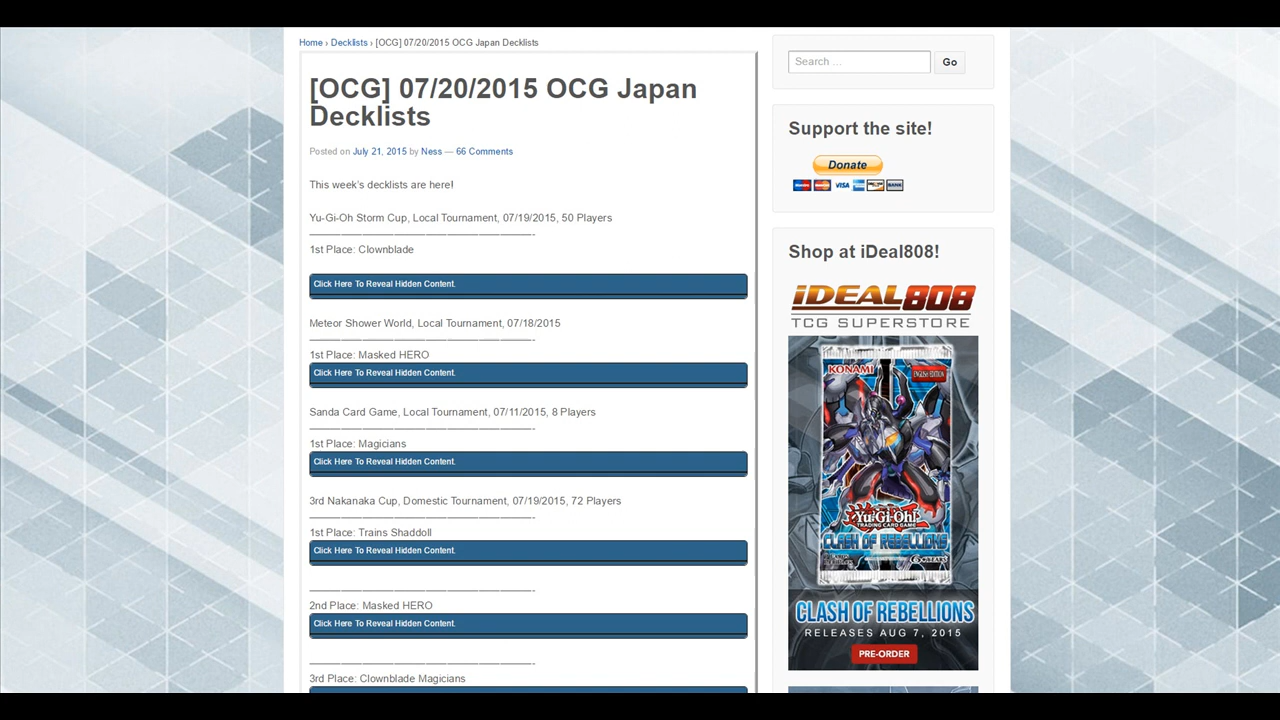 Home › Decklists › [OCG] 07/20/2015 OCG Japan Decklists
[OCG] 07/20/2015 OCG Japan
Decklists
Posted on July 21, 2015 by Ness — 66 Comments
This week's decklists are here!
Yu-Gi-Oh Storm Cup, Local Tournament, 07/19/2015, 50 Players
1st Place: Clownblade
Click Here To Reveal Hidden Content.
Meteor Shower World, Local Tournament, 07/18/2015
1st Place: Masked HERO
Click Here To Reveal Hidden Content.
Sanda Card Game, Local Tournament, 07/11/2015, 8 Players
1st Place: Magicians
Click Here To Reveal Hidden Content.
3rd Nakanaka Cup, Domestic Tournament, 07/19/2015, 72 Players
1st Place: Trains Shaddoll
Click Here To Reveal Hidden Content.
2nd Place: Masked HERO
Click Here To Reveal Hidden Content.
3rd Place: Clownblade Magicians
Search …
Go
Support the site!
Donate
VISA
BANK
Shop at iDeal808!
iDEAL808
TCG SUPERSTORE
KONAMI
ENGLISH EDITION
Yu-Gi-Oh!
TRADING CARD GAME
CLASH OF REBELLIONS
CLASH OF REBELLIONS
RELEASES AUG 7, 2015
PRE-ORDER